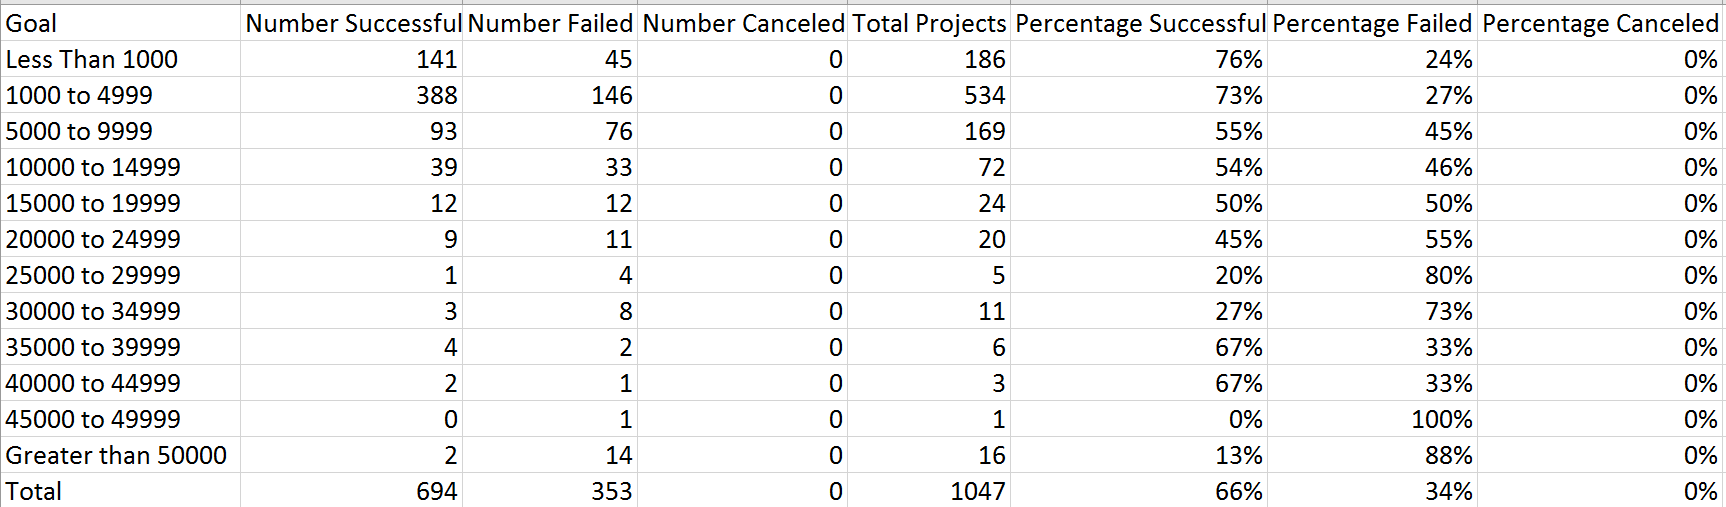 Goal Number Successful Number Failed Number Canceled Total Projects Percentage Successful Percentage Failed Percentage Canceled
Less Than 1000 141 45 0 186 76% 24% 0%
1000 to 4999 388 146 0 534 73% 27% 0%
5000 to 9999 93 76 0 169 55% 45% 0%
10000 to 14999 39 33 0 72 54% 46% 0%
15000 to 19999 12 12 0 24 50% 50% 0%
20000 to 24999 9 11 0 20 45% 55% 0%
25000 to 29999 1 4 0 5 20% 80% 0%
30000 to 34999 3 8 0 11 27% 73% 0%
35000 to 39999 4 2 0 6 67% 33% 0%
40000 to 44999 2 1 0 3 67% 33% 0%
45000 to 49999 0 1 0 1 0% 100% 0%
Greater than 50000 2 14 0 16 13% 88% 0%
Total 694 353 0 1047 66% 34% 0%